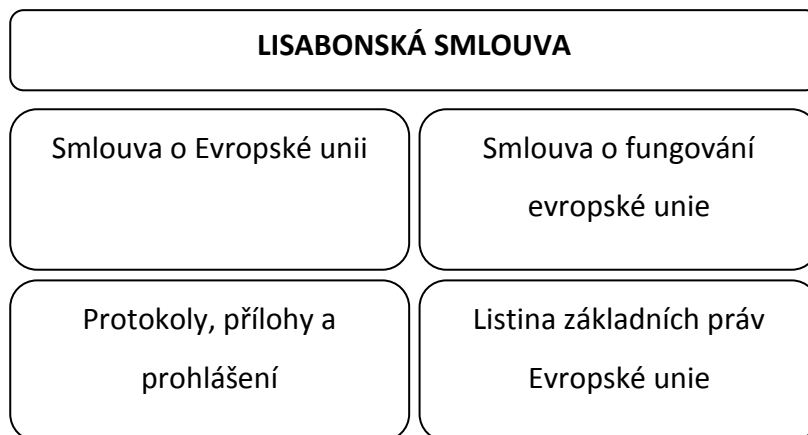 LISABONSKÁ SMLOUVA
Smlouva o Evropské unii
Smlouva o fungování
evropské unie
Protokoly, přílohy a
prohlášení
Listina základních práv
Evropské unie